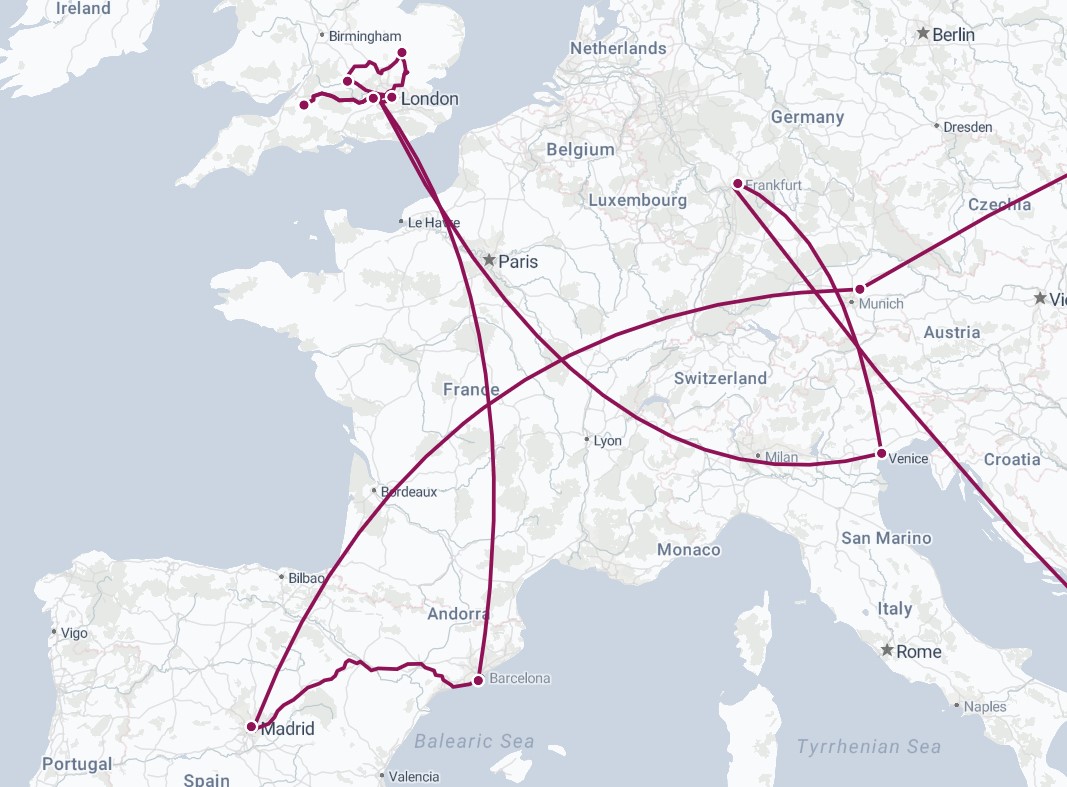 Ireland
Birmingham
Berlin
Netherlands
London
Germany
Dresden
Belgium
Frankfurt
Luxembourg
Czechia
Le Havre
Paris
Vie
Munich
Austria
Switzerland
France
Lyon
Milan
Venice
Croatia
Bordeaux
San Marino
Monaco
Bilbao
Andorra
Italy
Vigo
Rome
Barcelona
Naples
Madrid
Balearic Sea
Tyrrhenian Sea
Portugal
Valencia
Spain